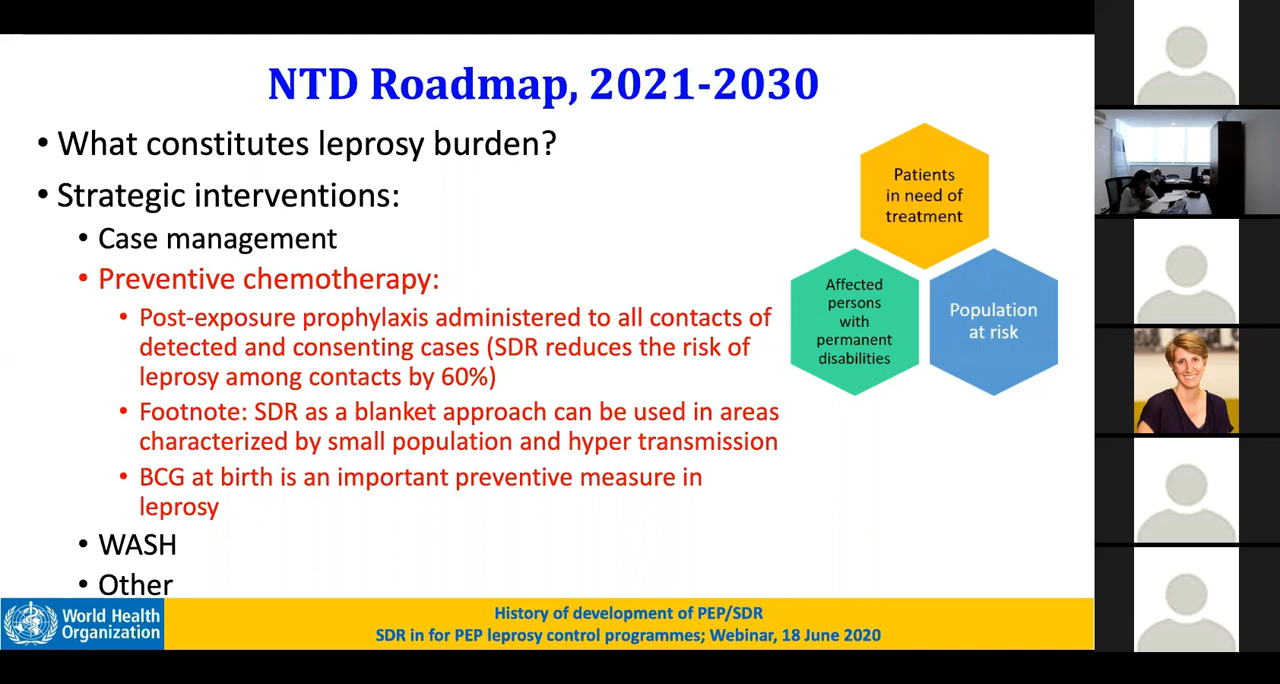 NTD Roadmap, 2021-2030
• What constitutes leprosy burden?
• Strategic interventions:
• Case management
• Preventive chemotherapy:
• Post-exposure prophylaxis administered to all contacts of
detected and consenting cases (SDR reduces the risk of
leprosy among contacts by 60%)
• Footnote: SDR as a blanket approach can be used in areas
characterized by small population and hyper transmission
• BCG at birth is an important preventive measure in
leprosy
• WASH
• Other
Patients
in need of
treatment
Affected
persons
with
permanent
disabilities
Population
at risk
World Health
Organization
History of development of PEP/SDR
SDR in for PEP leprosy control programmes; Webinar, 18 June 2020